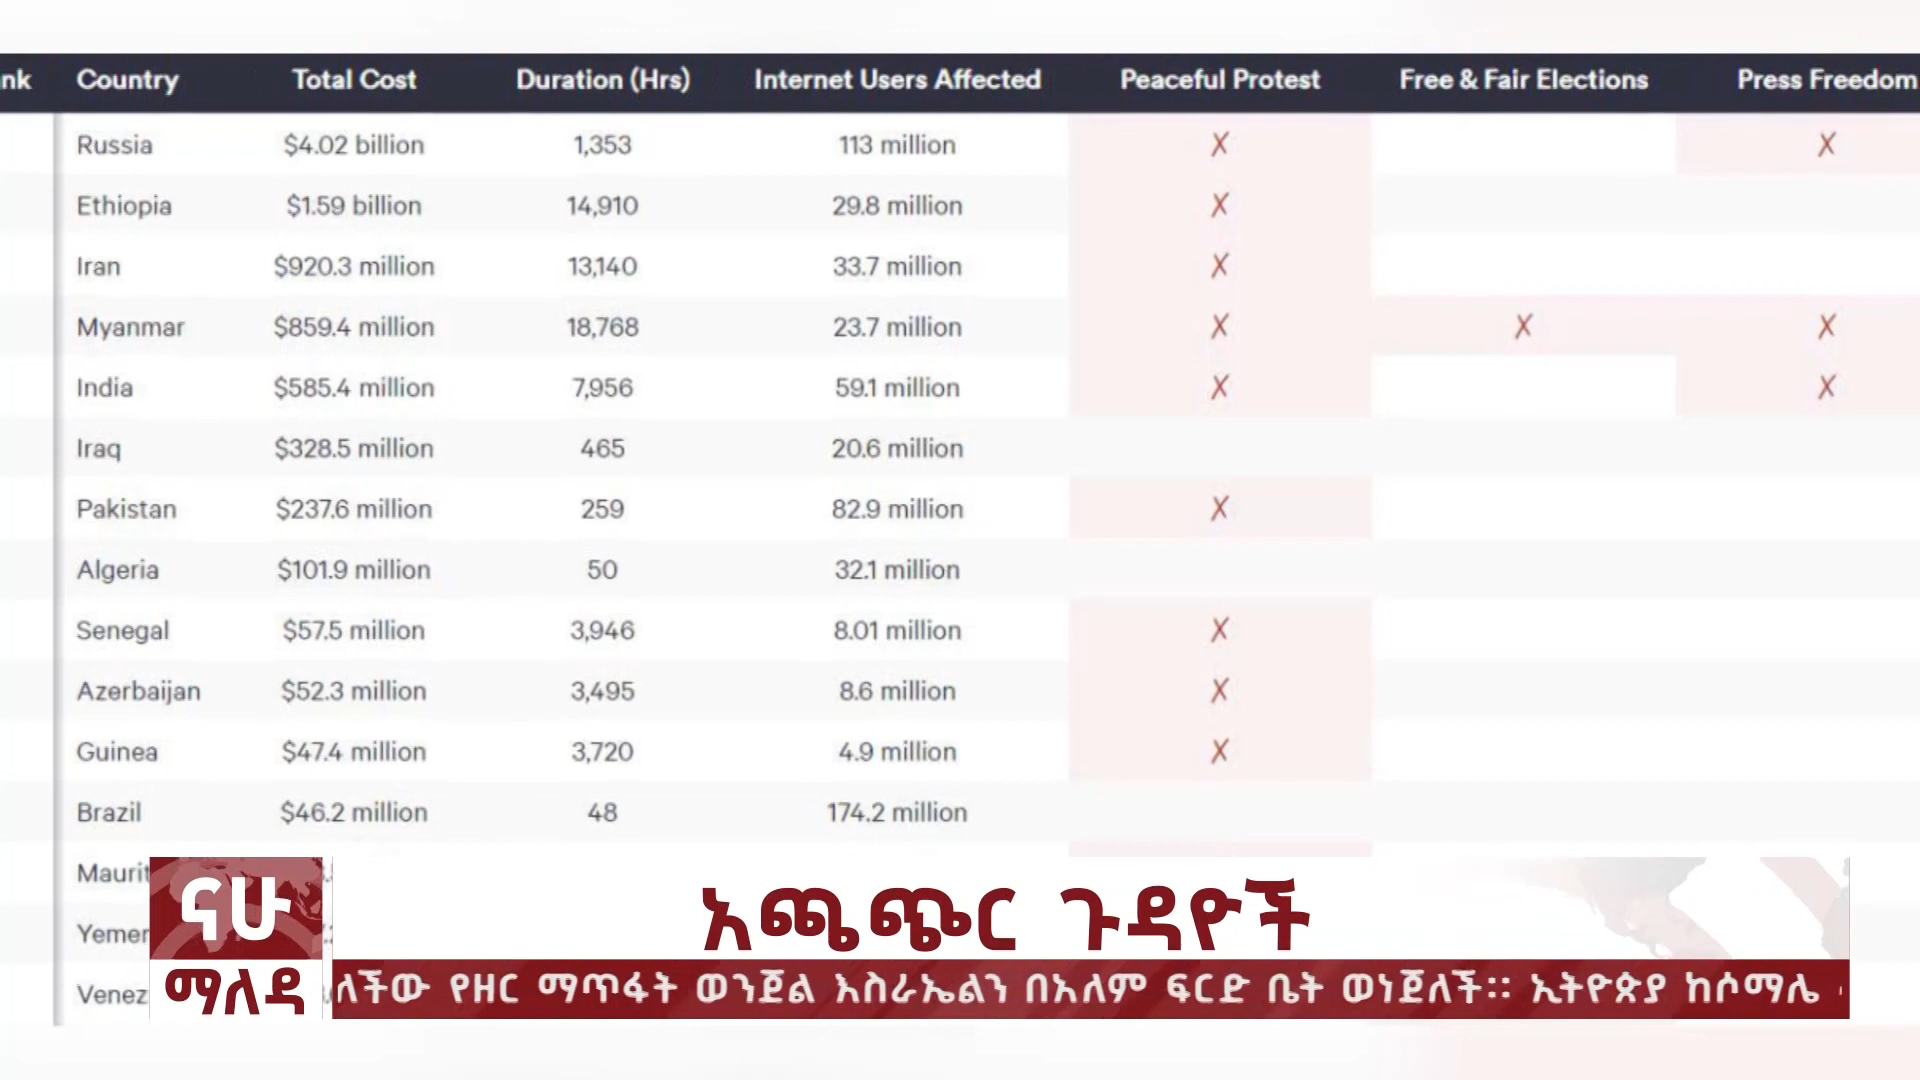 nk Country Total Cost Duration (Hrs) Internet Users Affected Peaceful Protest Free & Fair Elections Press Freedom
Russia $4.02 billion 1,353 113 million X X
Ethiopia $1.59 billion 14,910 29.8 million X
Iran $920.3 million 13,140 33.7 million X
Myanmar $859.4 million 18,768 23.7 million X X X
India $585.4 million 7,956 59.1 million X X
Iraq $328.5 million 465 20.6 million
Pakistan $237.6 million 259 82.9 million X
Algeria $101.9 million 50 32.1 million
Senegal $57.5 million 3,946 8.01 million X
Azerbaijan $52.3 million 3,495 8.6 million X
Guinea $47.4 million 3,720 4.9 million X
Brazil $46.2 million 48 174.2 million
Maurit
Yemen
Venez
ናሁ
ማለዳ
አጫጭር ጉዳዮች
ለችው የዘር ማጥፋት ወንጀል እስራኤልን በአለም ፍርድ ቤት ወነጀለች። ኢትዮጵያ ከሶማሌ